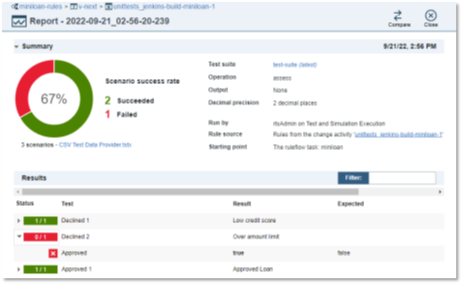 miniloan-rules > v-next > unittests_jenkins-build-miniloan-1
Report - 2022-09-21_02-56-20-239
Compare
Close
Summary
9/21/22, 2:56 PM
67%
Scenario success rate
2 Succeeded
1 Failed
3 scenarios - CSV Test Data Provider.txt
Test suite test-suite (latest)
Operation assess
Output None
Decimal precision 2 decimal places
Run by rtsAdmin on Test and Simulation Execution
Rule source Rules from the change activity 'unittests_jenkins-build-miniloan-1'
Starting point The ruleflow task: miniloan
Results
Filter:
Status Test Result Expected
1 / 1 Declined 1 Low credit score
0 / 1 Declined 2 Over amount limit
Approved true false
1 / 1 Approved 1 Approved Loan